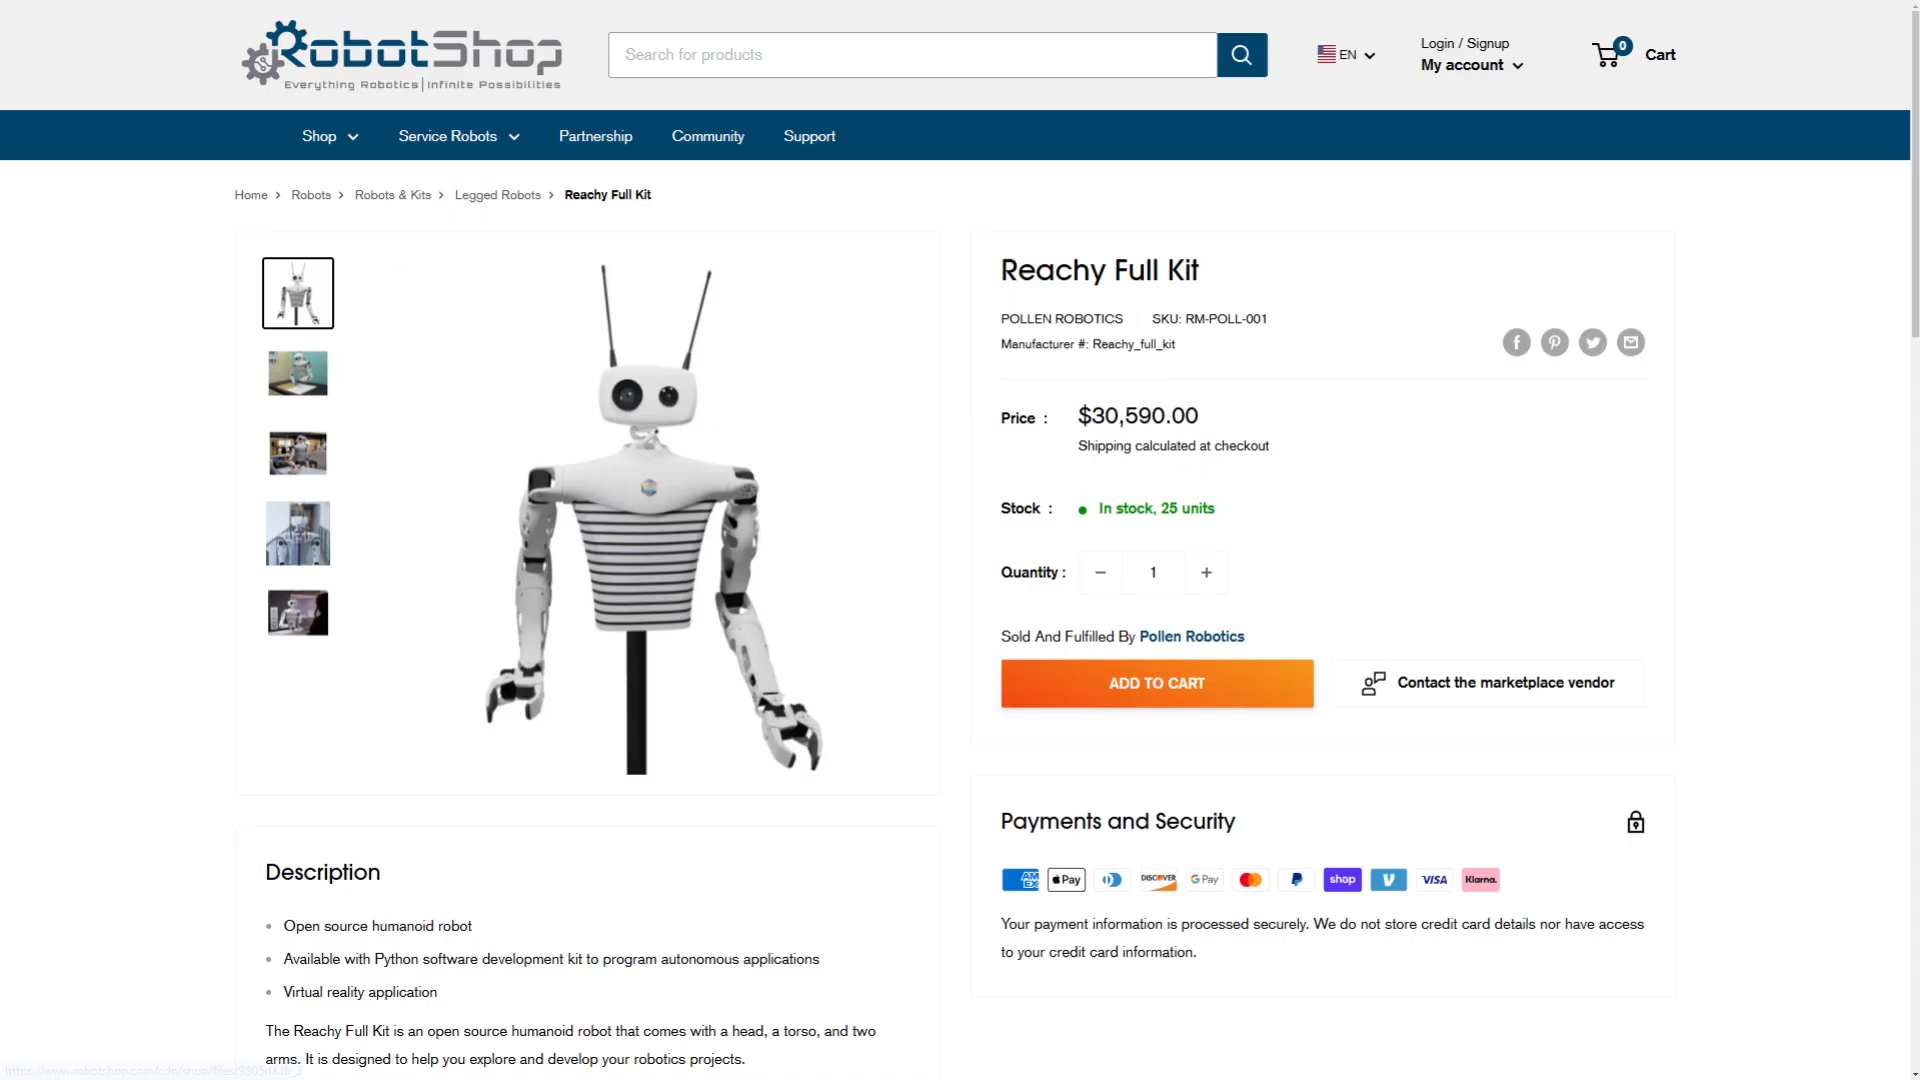 RobotShop
Everything Robotics | Infinite Possibilities
Search for products
EN
Login / Signup
My account
0
Cart
Shop
Service Robots
Partnership
Community
Support
Home > Robots > Robots & Kits > Legged Robots > Reachy Full Kit
Reachy Full Kit
POLLEN ROBOTICS SKU: RM-POLL-001
Manufacturer #: Reachy_full_kit
Price : $30,590.00
Shipping calculated at checkout
Stock : In stock, 25 units
Quantity : − 1 +
Sold And Fulfilled By Pollen Robotics
ADD TO CART
Contact the marketplace vendor
Payments and Security
AMEX Pay DISCOVER G Pay shop VISA Klarna.
Your payment information is processed securely. We do not store credit card details nor have access
to your credit card information.
Description
• Open source humanoid robot
• Available with Python software development kit to program autonomous applications
• Virtual reality application
The Reachy Full Kit is an open source humanoid robot that comes with a head, a torso, and two
arms. It is designed to help you explore and develop your robotics projects.